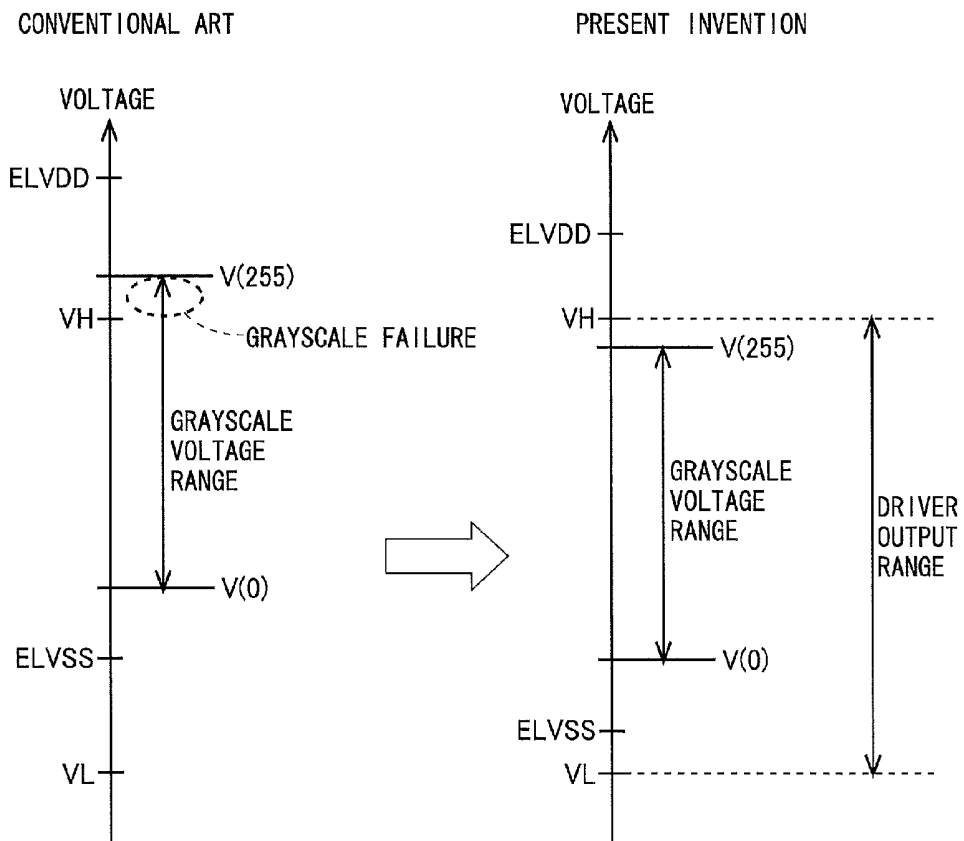 CONVENTIONAL ART
VOLTAGE
ELVDD
V(255)
VH
GRAYSCALE FAILURE
GRAYSCALE
VOLTAGE
RANGE
V(0)
ELVSS
VL
PRESENT INVENTION
VOLTAGE
ELVDD
VH
V(255)
GRAYSCALE
VOLTAGE
RANGE
DRIVER
OUTPUT
RANGE
V(0)
ELVSS
VL